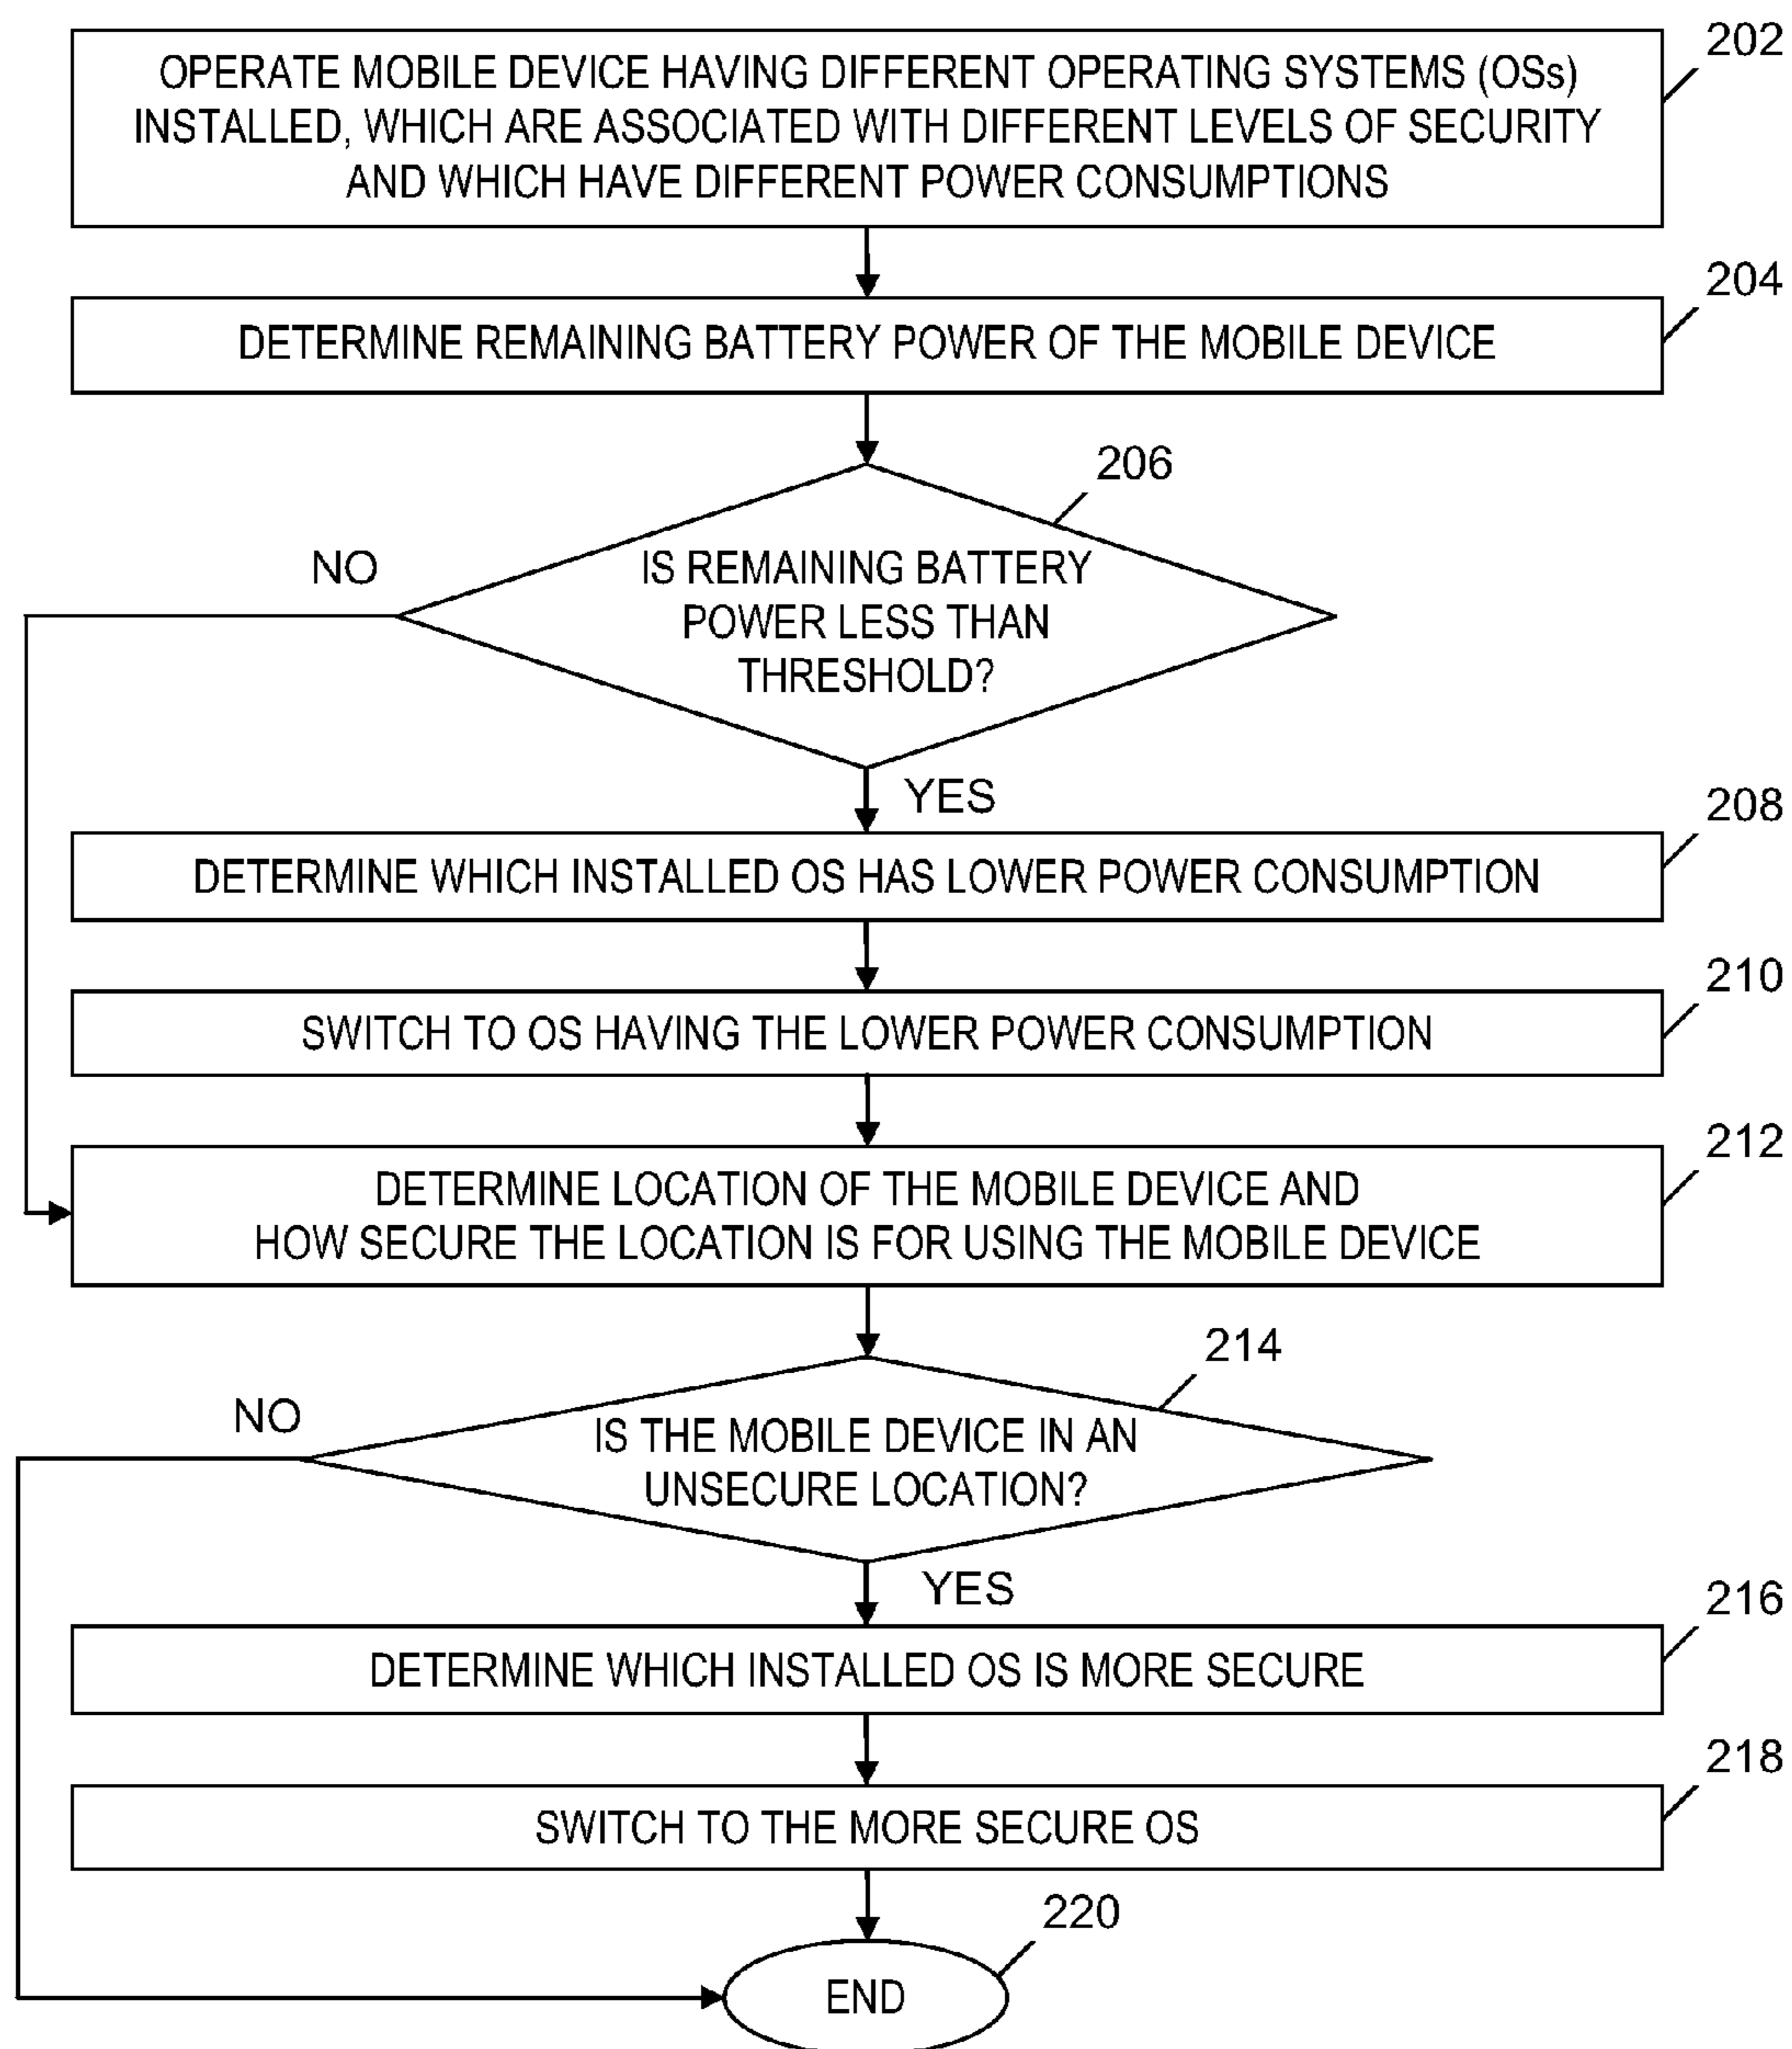 202
OPERATE MOBILE DEVICE HAVING DIFFERENT OPERATING SYSTEMS (OSs)
INSTALLED, WHICH ARE ASSOCIATED WITH DIFFERENT LEVELS OF SECURITY
AND WHICH HAVE DIFFERENT POWER CONSUMPTIONS
204
DETERMINE REMAINING BATTERY POWER OF THE MOBILE DEVICE
206
NO
IS REMAINING BATTERY
POWER LESS THAN
THRESHOLD?
YES
208
DETERMINE WHICH INSTALLED OS HAS LOWER POWER CONSUMPTION
210
SWITCH TO OS HAVING THE LOWER POWER CONSUMPTION
212
DETERMINE LOCATION OF THE MOBILE DEVICE AND
HOW SECURE THE LOCATION IS FOR USING THE MOBILE DEVICE
214
NO
IS THE MOBILE DEVICE IN AN
UNSECURE LOCATION?
YES
216
DETERMINE WHICH INSTALLED OS IS MORE SECURE
218
SWITCH TO THE MORE SECURE OS
220
END